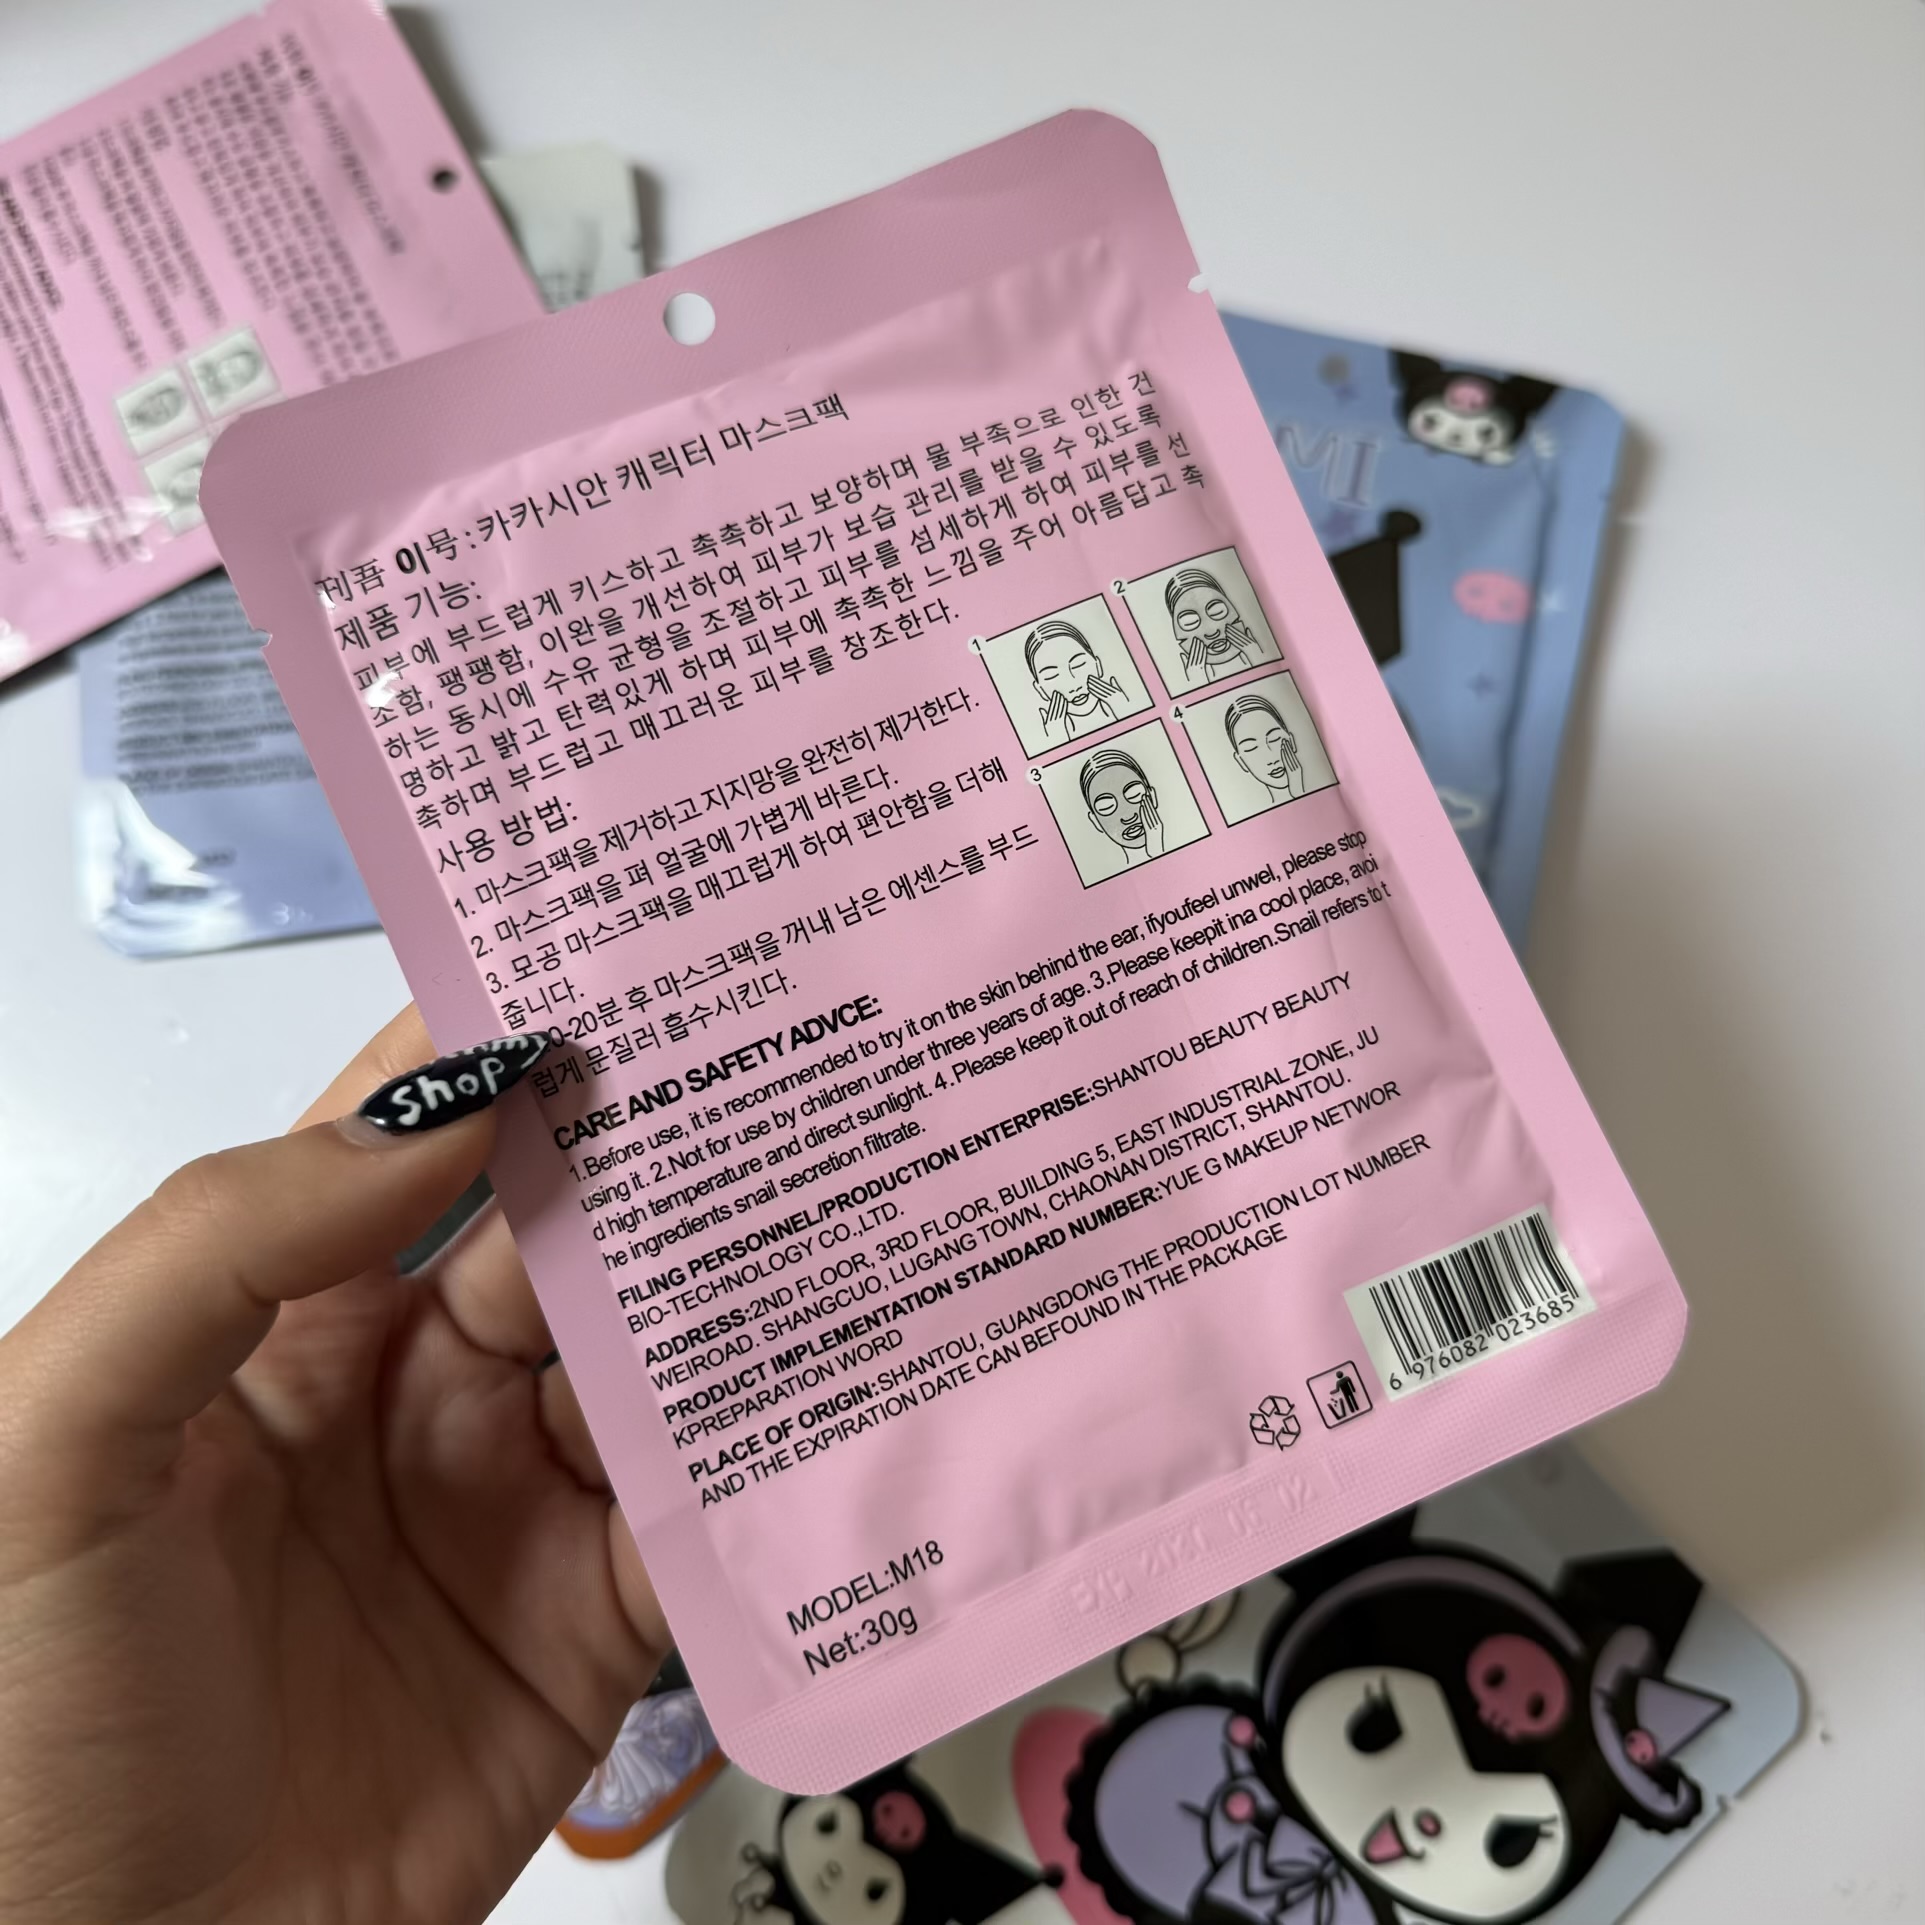 이号:카카시안 캐릭터 마스크팩
제품 기능:
피부에 부드럽게 키스하고 촉촉하고 보양하며 물 부족으로 인한 건
조함, 팽팽함, 이완을 개선하여 피부가 보습 관리를 받을 수 있도록
하는 동시에 수유 균형을 조절하고 피부를 섬세하게 하여 피부를 선
명하고 밝고 탄력있게 하며 피부에 촉촉한 느낌을 주어 아름답고 촉
촉하며 부드럽고 매끄러운 피부를 창조한다.
사용 방법:
1. 마스크팩을 제거하고 지지망을 완전히 제거한다.
2. 마스크팩을 펴 얼굴에 가볍게 바른다.
3. 모공 마스크팩을 매끄럽게 하여 편안함을 더해
줍니다.
0-20분 후 마스크팩을 꺼내 남은 에센스를 부드
럽게 문질러 흡수시킨다.
1
2
3
4
CARE AND SAFETY ADVCE:
1.Before use, it is recommended to try it on the skin behind the ear, ifyoufeel unwel, please stop
using it. 2.Not for use by children under three years of age. 3.Please keepit ina cool place, avoi
d high temperature and direct sunlight. 4.Please keep it out of reach of children.Snail refers to t
he ingredients snail secretion filtrate.
FILING PERSONNEL/PRODUCTION ENTERPRISE:SHANTOU BEAUTY BEAUTY
BIO-TECHNOLOGY CO.,LTD.
ADDRESS:2ND FLOOR, 3RD FLOOR, BUILDING 5, EAST INDUSTRIAL ZONE, JU
WEIROAD. SHANGCUO, LUGANG TOWN, CHAONAN DISTRICT, SHANTOU.
PRODUCT IMPLEMENTATION STANDARD NUMBER:YUE G MAKEUP NETWOR
KPREPARATION WORD
PLACE OF ORIGIN:SHANTOU, GUANGDONG THE PRODUCTION LOT NUMBER
AND THE EXPIRATION DATE CAN BEFOUND IN THE PACKAGE
6 976082 023685
MODEL:M18
Net:30g
Shop